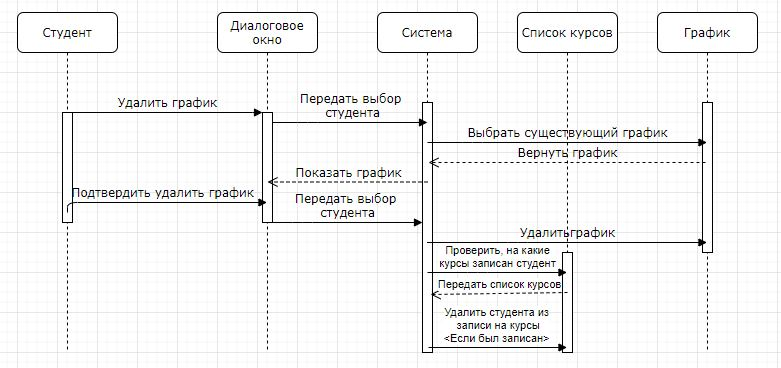 Студент
Диалоговое
окно
Система
Список курсов
График
Удалить график
Передать выбор
студента
Выбрать существующий график
Вернуть график
Показать график
Подтвердить удалить график
Передать выбор
студента
Удалитьграфик
Проверить, на какие
курсы записан студент
Передать список курсов
Удалить студента из
записи на курсы
<Если был записан>